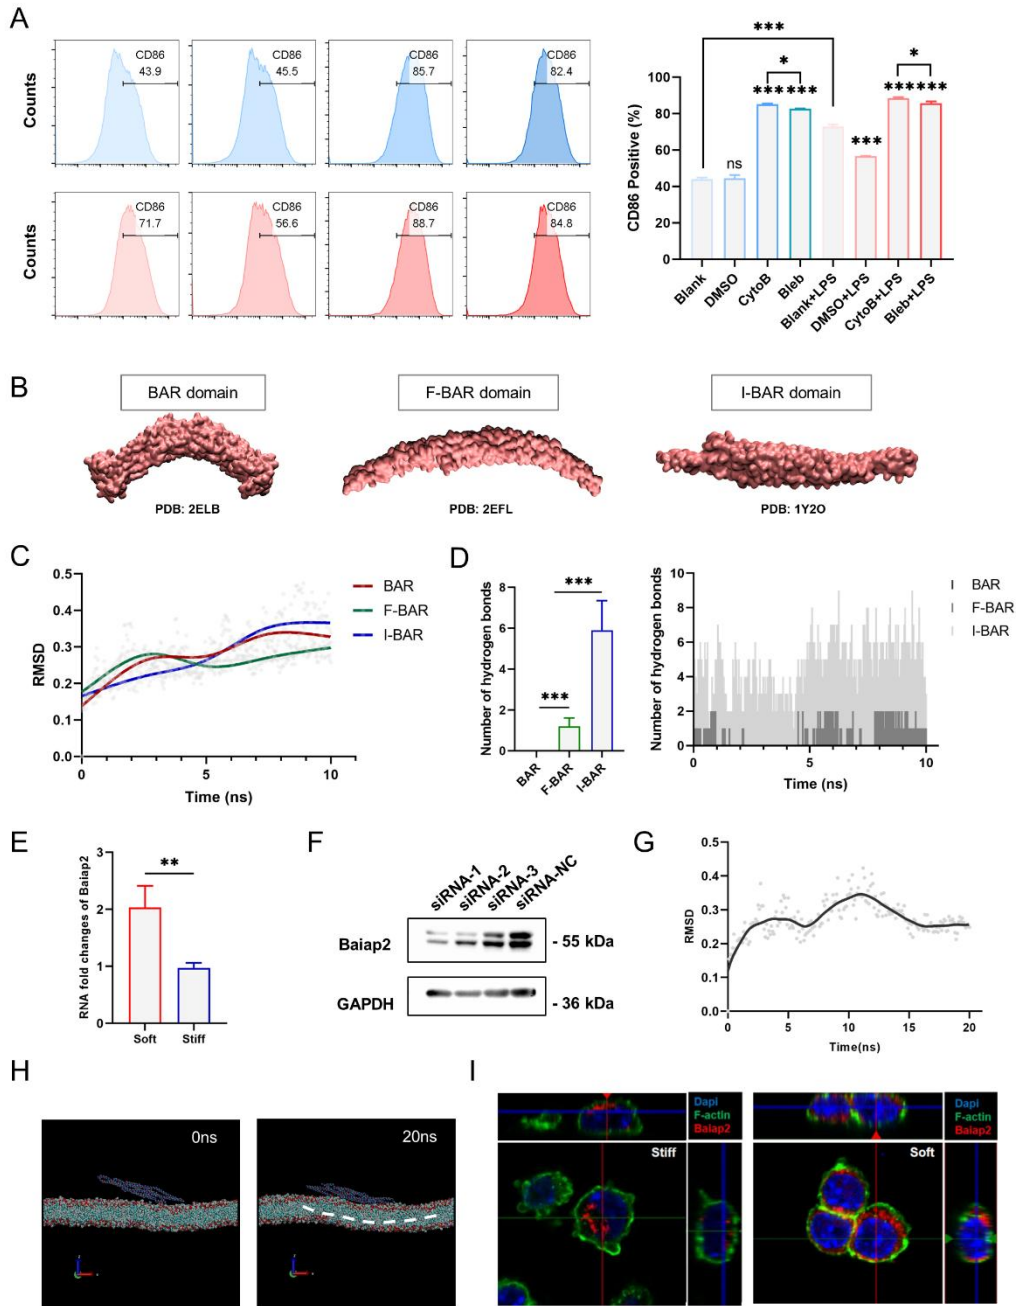 A
CD86
43.9
CD86
45.5
CD86
85.7
CD86
82.4
Counts
CD86
71.7
CD86
56.6
CD86
88.7
CD86
84.8
Counts
***
*
*
ns
******
***
******
100
80
60
40
20
0
CD86 Positive (%)
Blank
DMSO
CytoB
Bleb
Blank+LPS
DMSO+LPS
CytoB+LPS
Bleb+LPS
B
BAR domain
F-BAR domain
I-BAR domain
PDB: 2ELB
PDB: 2EFL
PDB: 1Y2O
C
RMSD
0.5
0.4
0.3
0.2
0.1
0.0
0
5
10
Time (ns)
BAR
F-BAR
I-BAR
D
Number of hydrogen bonds
8
6
4
2
0
***
***
BAR
F-BAR
I-BAR
Number of hydrogen bonds
10
8
6
4
2
0
0
5
10
Time (ns)
BAR
F-BAR
I-BAR
E
RNA fold changes of Baiap2
3
2
1
0
**
Soft
Stiff
F
siRNA-1
siRNA-2
siRNA-3
siRNA-NC
Baiap2
- 55 kDa
GAPDH
- 36 kDa
G
RMSD
0.5
0.4
0.3
0.2
0.1
0.0
0
5
10
15
20
Time(ns)
H
0ns
20ns
I
Dapi
F-actin
Baiap2
Stiff
Dapi
F-actin
Baiap2
Soft